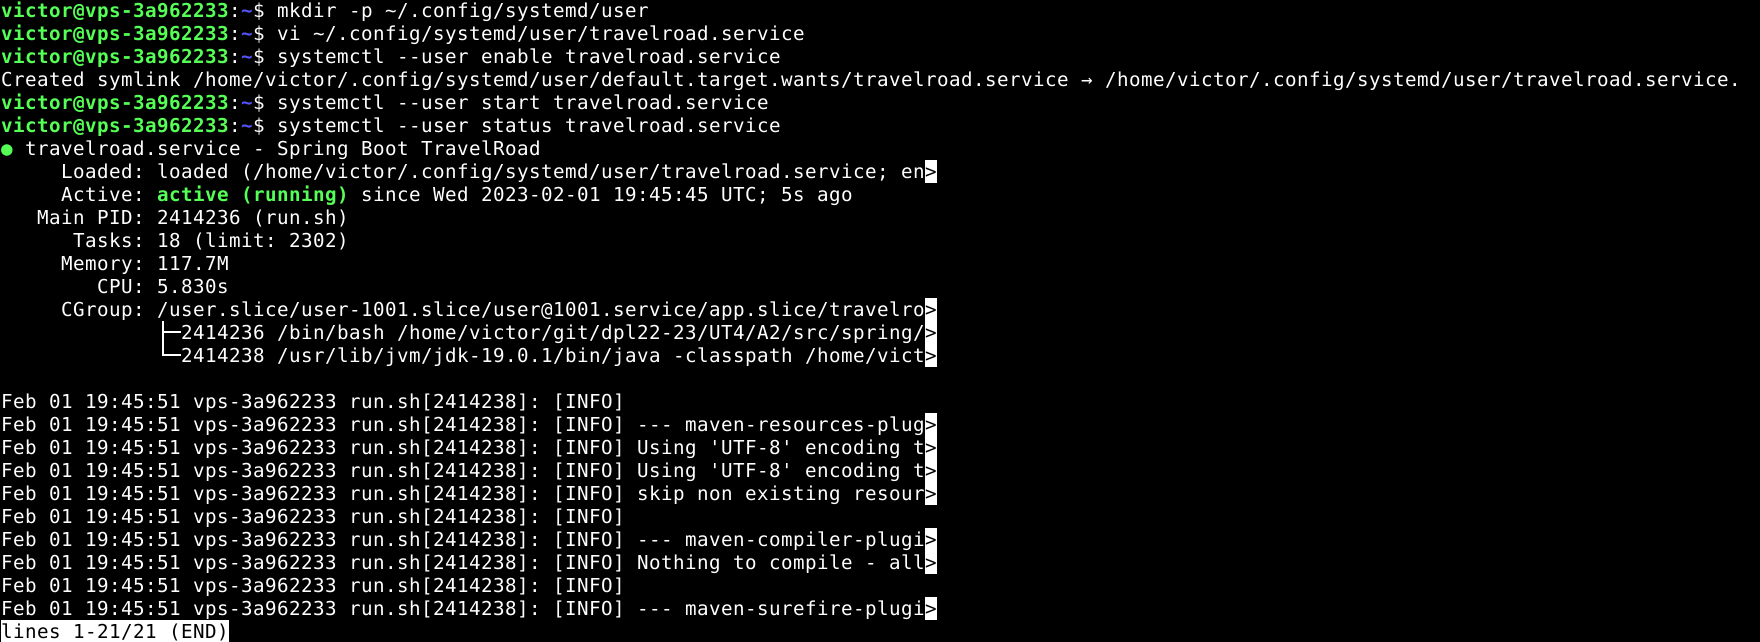 victor@vps-3a962233:~$ mkdir -p ~/.config/systemd/user
victor@vps-3a962233:~$ vi ~/.config/systemd/user/travelroad.service
victor@vps-3a962233:~$ systemctl --user enable travelroad.service
Created symlink /home/victor/.config/systemd/user/default.target.wants/travelroad.service → /home/victor/.config/systemd/user/travelroad.service.
victor@vps-3a962233:~$ systemctl --user start travelroad.service
victor@vps-3a962233:~$ systemctl --user status travelroad.service
● travelroad.service - Spring Boot TravelRoad
     Loaded: loaded (/home/victor/.config/systemd/user/travelroad.service; en>
     Active: active (running) since Wed 2023-02-01 19:45:45 UTC; 5s ago
   Main PID: 2414236 (run.sh)
      Tasks: 18 (limit: 2302)
     Memory: 117.7M
        CPU: 5.830s
     CGroup: /user.slice/user-1001.slice/user@1001.service/app.slice/travelro>
             ├─2414236 /bin/bash /home/victor/git/dpl22-23/UT4/A2/src/spring/>
             └─2414238 /usr/lib/jvm/jdk-19.0.1/bin/java -classpath /home/vict>

Feb 01 19:45:51 vps-3a962233 run.sh[2414238]: [INFO]
Feb 01 19:45:51 vps-3a962233 run.sh[2414238]: [INFO] --- maven-resources-plug>
Feb 01 19:45:51 vps-3a962233 run.sh[2414238]: [INFO] Using 'UTF-8' encoding t>
Feb 01 19:45:51 vps-3a962233 run.sh[2414238]: [INFO] Using 'UTF-8' encoding t>
Feb 01 19:45:51 vps-3a962233 run.sh[2414238]: [INFO] skip non existing resour>
Feb 01 19:45:51 vps-3a962233 run.sh[2414238]: [INFO]
Feb 01 19:45:51 vps-3a962233 run.sh[2414238]: [INFO] --- maven-compiler-plugi>
Feb 01 19:45:51 vps-3a962233 run.sh[2414238]: [INFO] Nothing to compile - all>
Feb 01 19:45:51 vps-3a962233 run.sh[2414238]: [INFO]
Feb 01 19:45:51 vps-3a962233 run.sh[2414238]: [INFO] --- maven-surefire-plugi>
lines 1-21/21 (END)